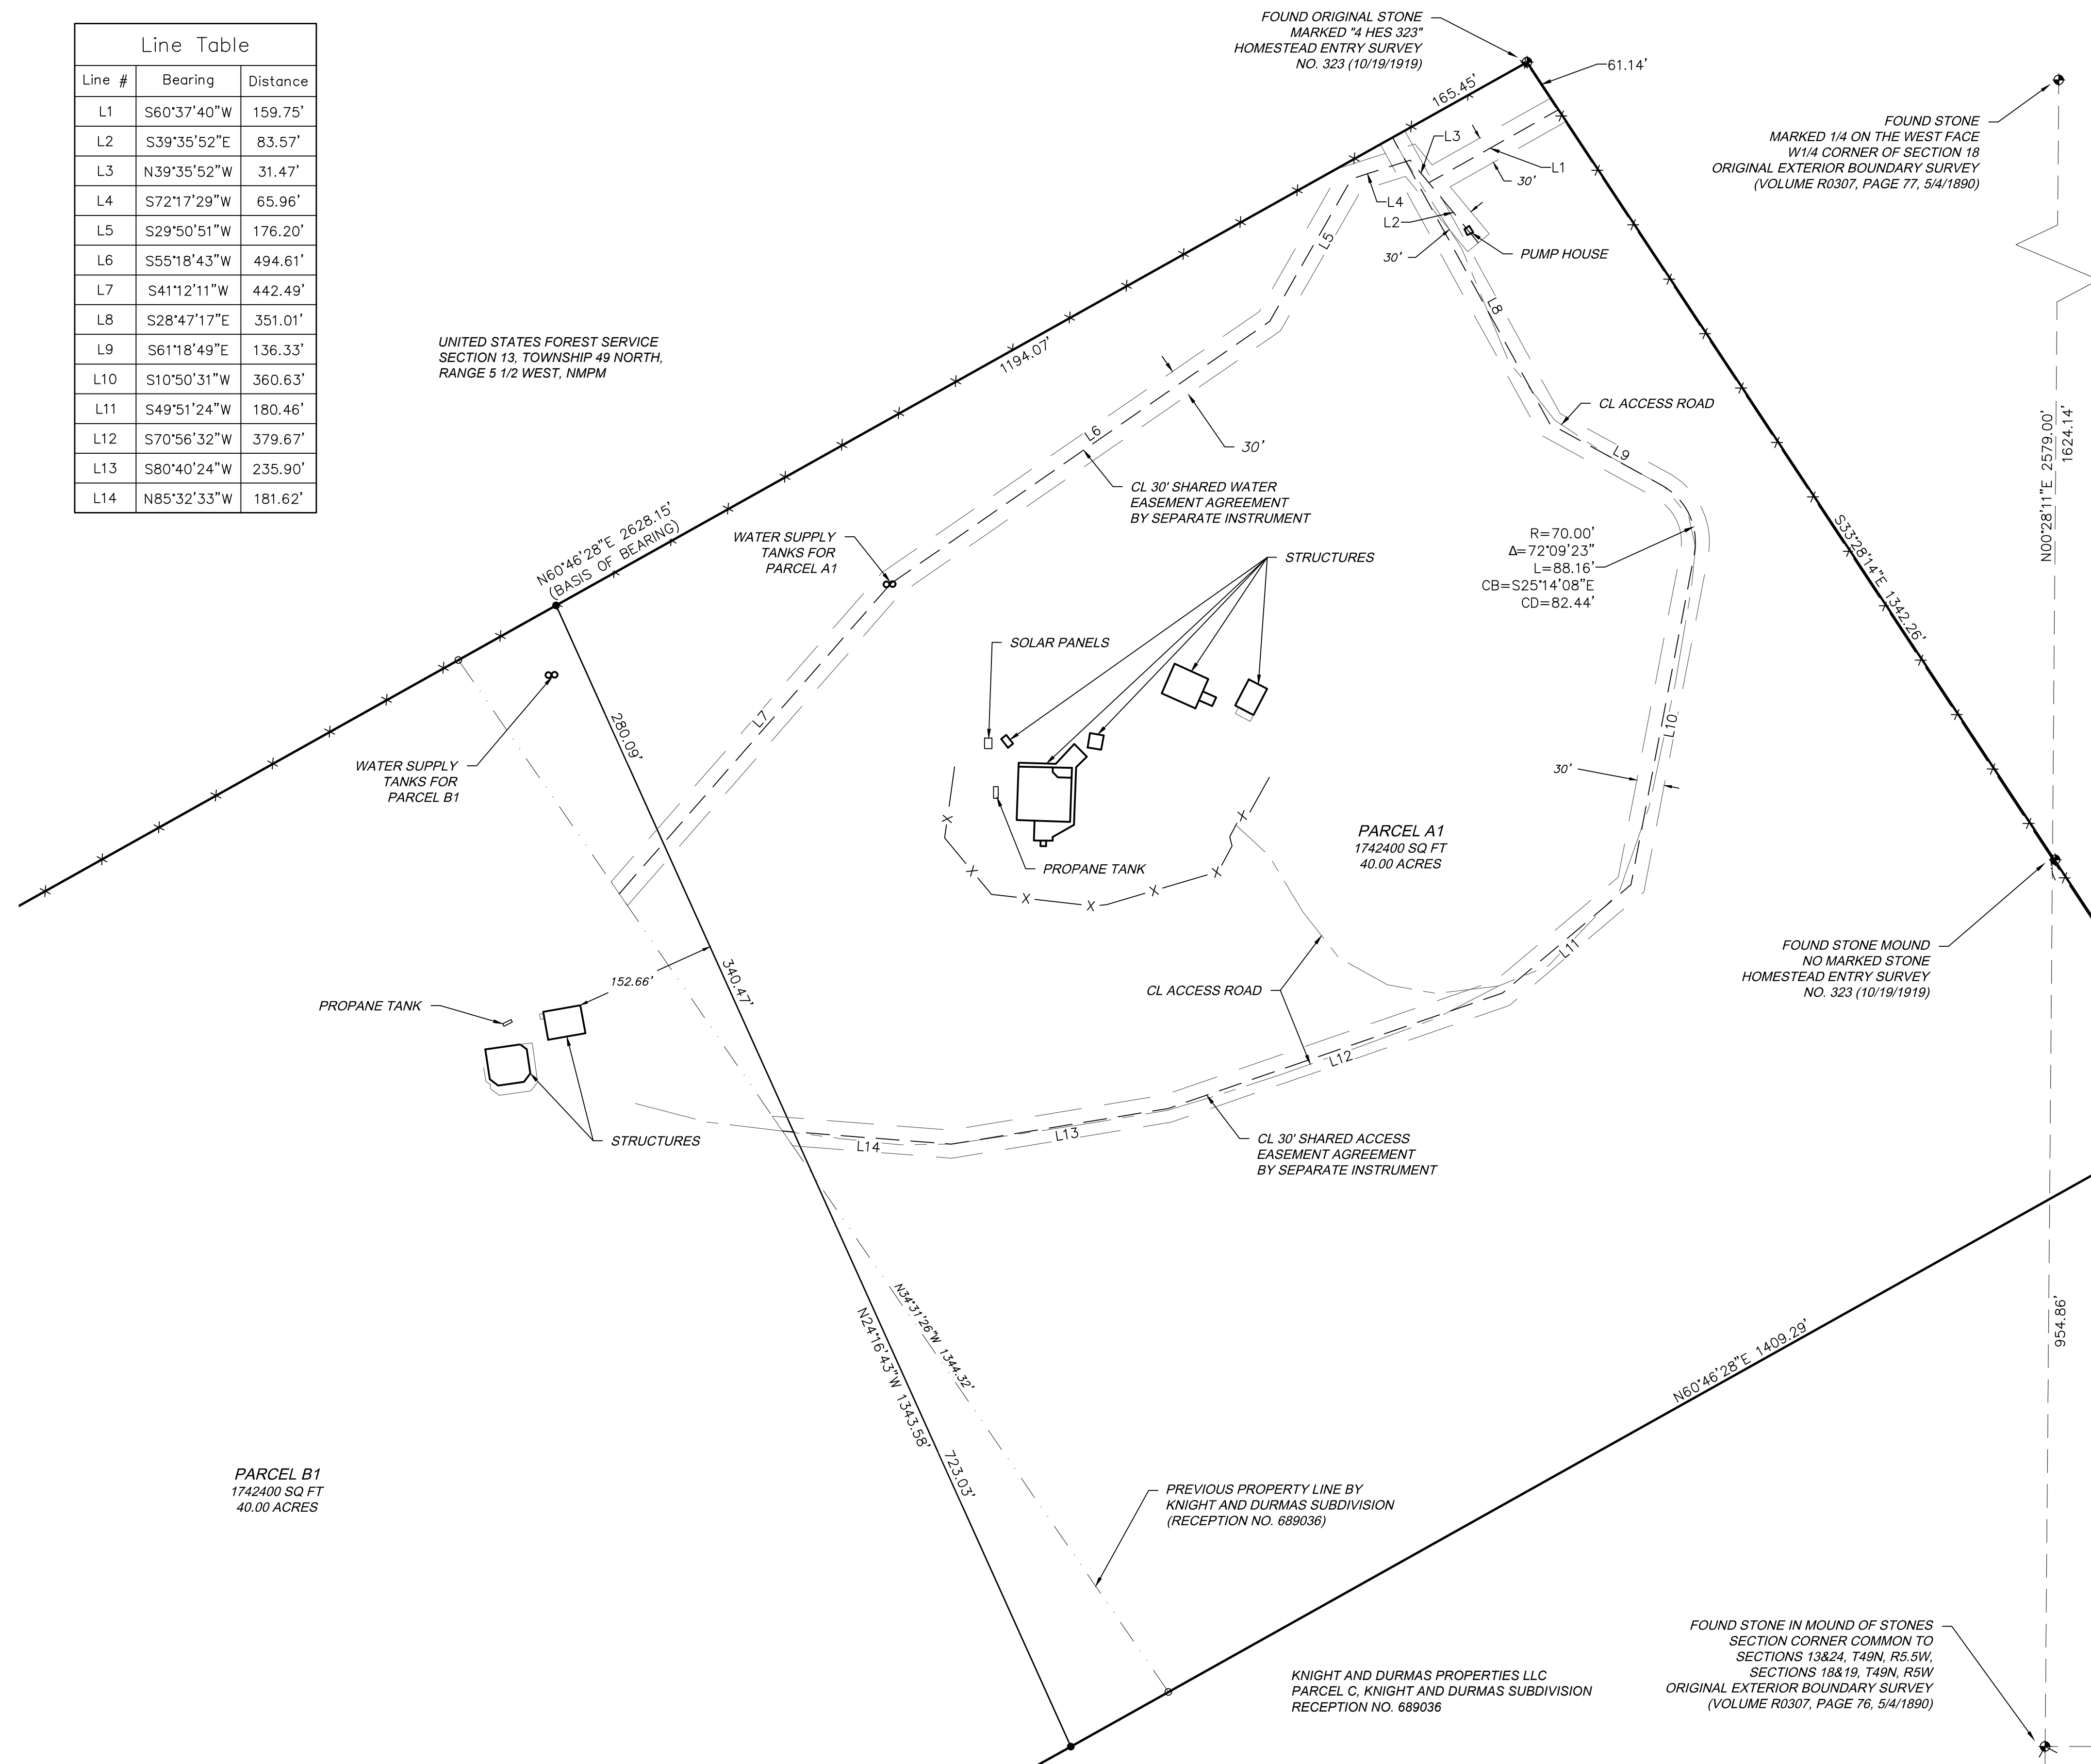 Line Table
Line # Bearing Distance
L1 S60°37'40"W 159.75'
L2 S39°35'52"E 83.57'
L3 N39°35'52"W 31.47'
L4 S72°17'29"W 65.96'
L5 S29°50'51"W 176.20'
L6 S55°18'43"W 494.61'
L7 S41°12'11"W 442.49'
L8 S28°47'17"E 351.01'
L9 S61°18'49"E 136.33'
L10 S10°50'31"W 360.63'
L11 S49°51'24"W 180.46'
L12 S70°56'32"W 379.67'
L13 S80°40'24"W 235.90'
L14 N85°32'33"W 181.62'
FOUND ORIGINAL STONE
MARKED "4 HES 323"
HOMESTEAD ENTRY SURVEY
NO. 323 (10/19/1919)
61.14'
165.45'
FOUND STONE
MARKED 1/4 ON THE WEST FACE
W1/4 CORNER OF SECTION 18
ORIGINAL EXTERIOR BOUNDARY SURVEY
(VOLUME R0307, PAGE 77, 5/4/1890)
L3
L1
30'
L4
L2
30'
PUMP HOUSE
L5
L8
UNITED STATES FOREST SERVICE
SECTION 13, TOWNSHIP 49 NORTH,
RANGE 5 1/2 WEST, NMPM
1194.07'
CL ACCESS ROAD
L6
30'
L9
N00°28'11"E 2579.00'
1624.14'
CL 30' SHARED WATER
EASEMENT AGREEMENT
BY SEPARATE INSTRUMENT
N60°46'28"E 2628.15'
(BASIS OF BEARING)
WATER SUPPLY
TANKS FOR
PARCEL A1
STRUCTURES
R=70.00'
Δ=72°09'23"
L=88.16'
CB=S25°14'08"E
CD=82.44'
S33°28'14"E 1342.26'
SOLAR PANELS
L7
280.09'
L10
WATER SUPPLY
TANKS FOR
PARCEL B1
30'
PARCEL A1
1742400 SQ FT
40.00 ACRES
PROPANE TANK
X
X
X
X
X
X
X
X
FOUND STONE MOUND
NO MARKED STONE
HOMESTEAD ENTRY SURVEY
NO. 323 (10/19/1919)
L11
152.66'
340.47'
CL ACCESS ROAD
PROPANE TANK
L12
STRUCTURES
L14
L13
CL 30' SHARED ACCESS
EASEMENT AGREEMENT
BY SEPARATE INSTRUMENT
N34°31'26"W 1344.32'
N24°16'43"W 1343.58'
N60°46'28"E 1409.29'
954.86'
PARCEL B1
1742400 SQ FT
40.00 ACRES
723.03'
PREVIOUS PROPERTY LINE BY
KNIGHT AND DURMAS SUBDIVISION
(RECEPTION NO. 689036)
KNIGHT AND DURMAS PROPERTIES LLC
PARCEL C, KNIGHT AND DURMAS SUBDIVISION
RECEPTION NO. 689036
FOUND STONE IN MOUND OF STONES
SECTION CORNER COMMON TO
SECTIONS 13&24, T49N, R5.5W,
SECTIONS 18&19, T49N, R5W
ORIGINAL EXTERIOR BOUNDARY SURVEY
(VOLUME R0307, PAGE 76, 5/4/1890)